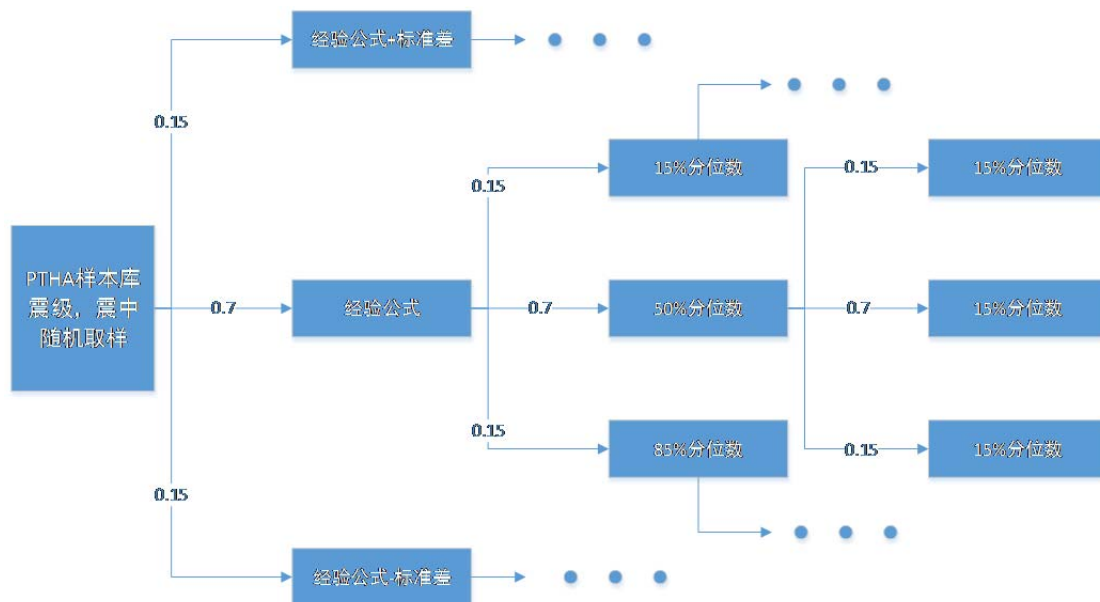 经验公式+标准差
0.15
15%分位数
0.15
15%分位数
0.15
PTHA样本库
震级，震中
随机取样
0.7
经验公式
0.7
50%分位数
0.7
15%分位数
0.15
85%分位数
0.15
15%分位数
0.15
经验公式-标准差